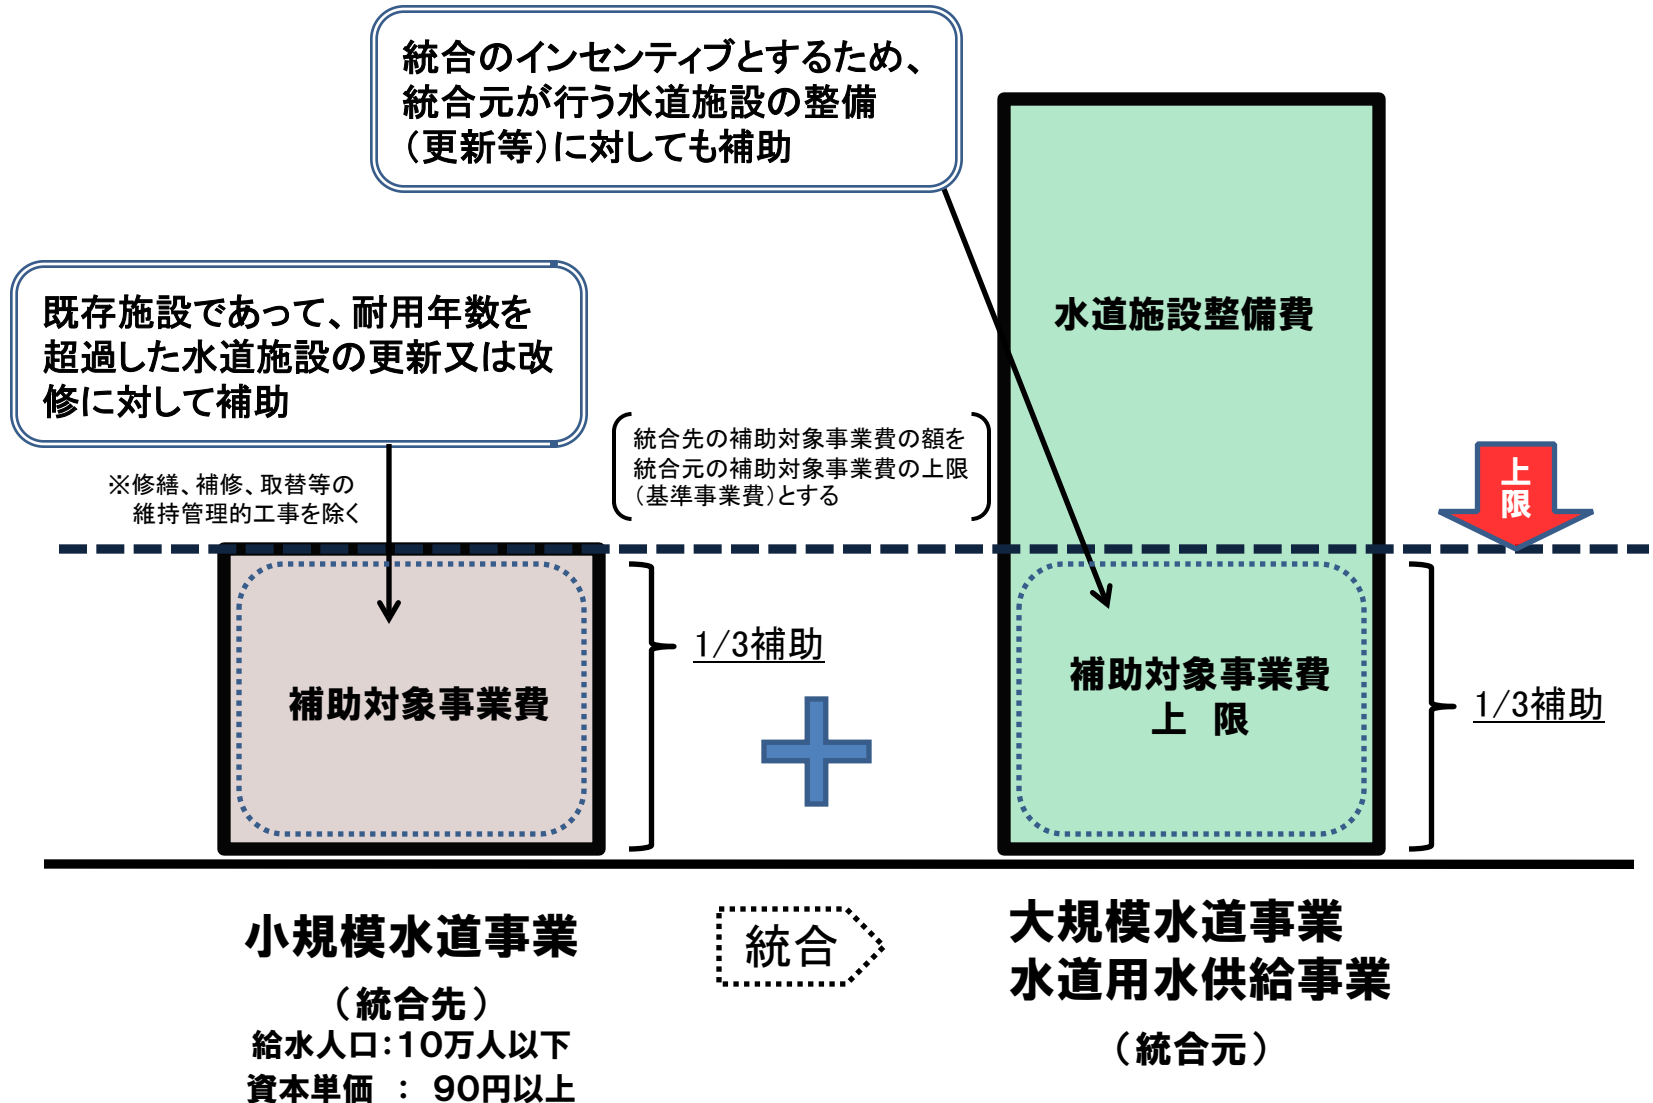 統合のインセンティブとするため、
統合元が行う水道施設の整備
（更新等）に対しても補助
既存施設であって、耐用年数を
超過した水道施設の更新又は改
修に対して補助
※修繕、補修、取替等の
維持管理的工事を除く
統合先の補助対象事業費の額を
統合元の補助対象事業費の上限
（基準事業費）とする
水道施設整備費
上
限
補助対象事業費
1/3補助
補助対象事業費
上　限
1/3補助
小規模水道事業
（統合先）
給水人口：１０万人以下
資本単価　：　９０円以上
統合
大規模水道事業
水道用水供給事業
（統合元）